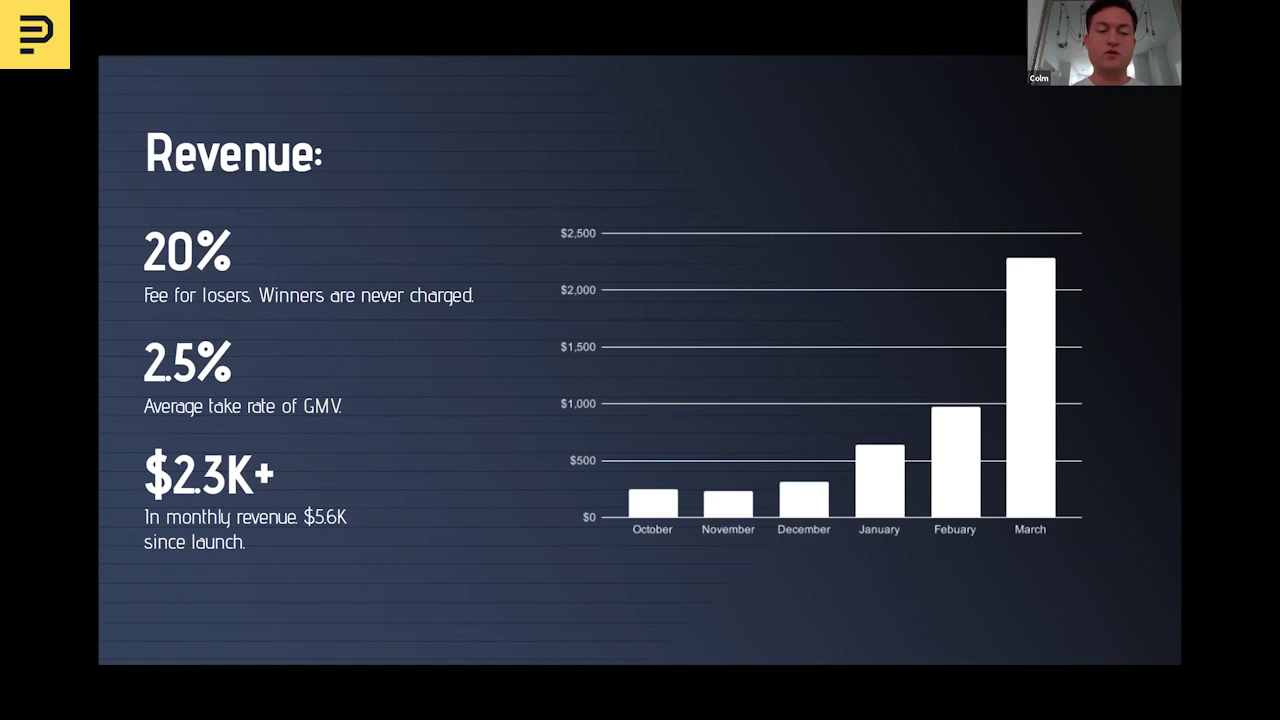 Colm
Revenue:
20%
Fee for losers. Winners are never charged.
2.5%
Average take rate of GMV.
$2.3K+
In monthly revenue. $5.6K
since launch.
$2,500
$2,000
$1,500
$1,000
$500
$0
October November December January Febuary March